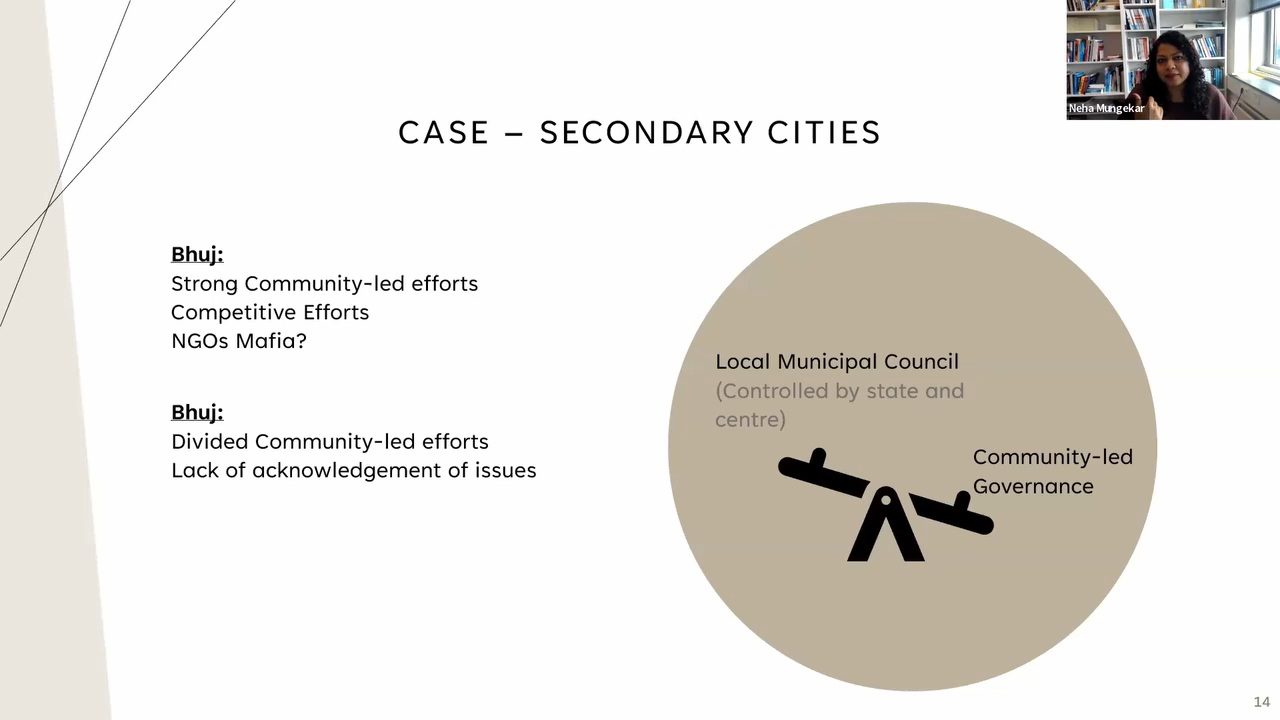 Neha Mungekar
CASE – SECONDARY CITIES
Bhuj:
Strong Community-led efforts
Competitive Efforts
NGOs Mafia?
Bhuj:
Divided Community-led efforts
Lack of acknowledgement of issues
Local Municipal Council
(Controlled by state and
centre)
Community-led
Governance
14